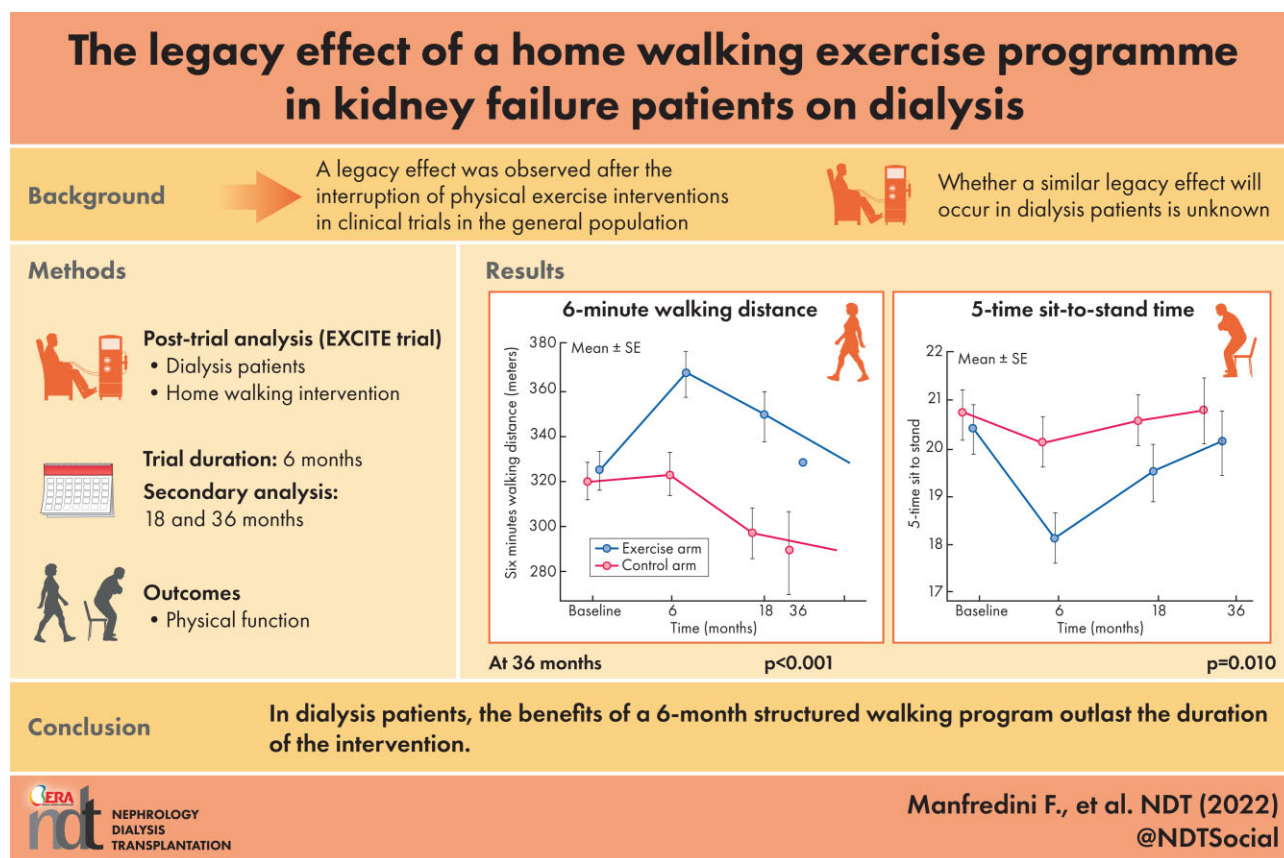 The legacy effect of a home walking exercise programme
in kidney failure patients on dialysis
Background
A legacy effect was observed after the
interruption of physical exercise interventions
in clinical trials in the general population
Whether a similar legacy effect will
occur in dialysis patients is unknown
Methods
Post-trial analysis (EXCITE trial)
• Dialysis patients
• Home walking intervention
Trial duration: 6 months
Secondary analysis:
18 and 36 months
Outcomes
• Physical function
Results
6-minute walking distance
Mean ± SE
Six minutes walking distance (meters)
380
360
340
320
300
280
Exercise arm
Control arm
Baseline 6 18 36
Time (months)
5-time sit-to-stand time
Mean ± SE
5-time sit to stand
22
21
20
19
18
17
Baseline 6 18 36
Time (months)
At 36 months p<0.001 p=0.010
Conclusion
In dialysis patients, the benefits of a 6-month structured walking program outlast the duration
of the intervention.
ERA
ndt
NEPHROLOGY
DIALYSIS
TRANSPLANTATION
Manfredini F., et al. NDT (2022)
@NDTSocial